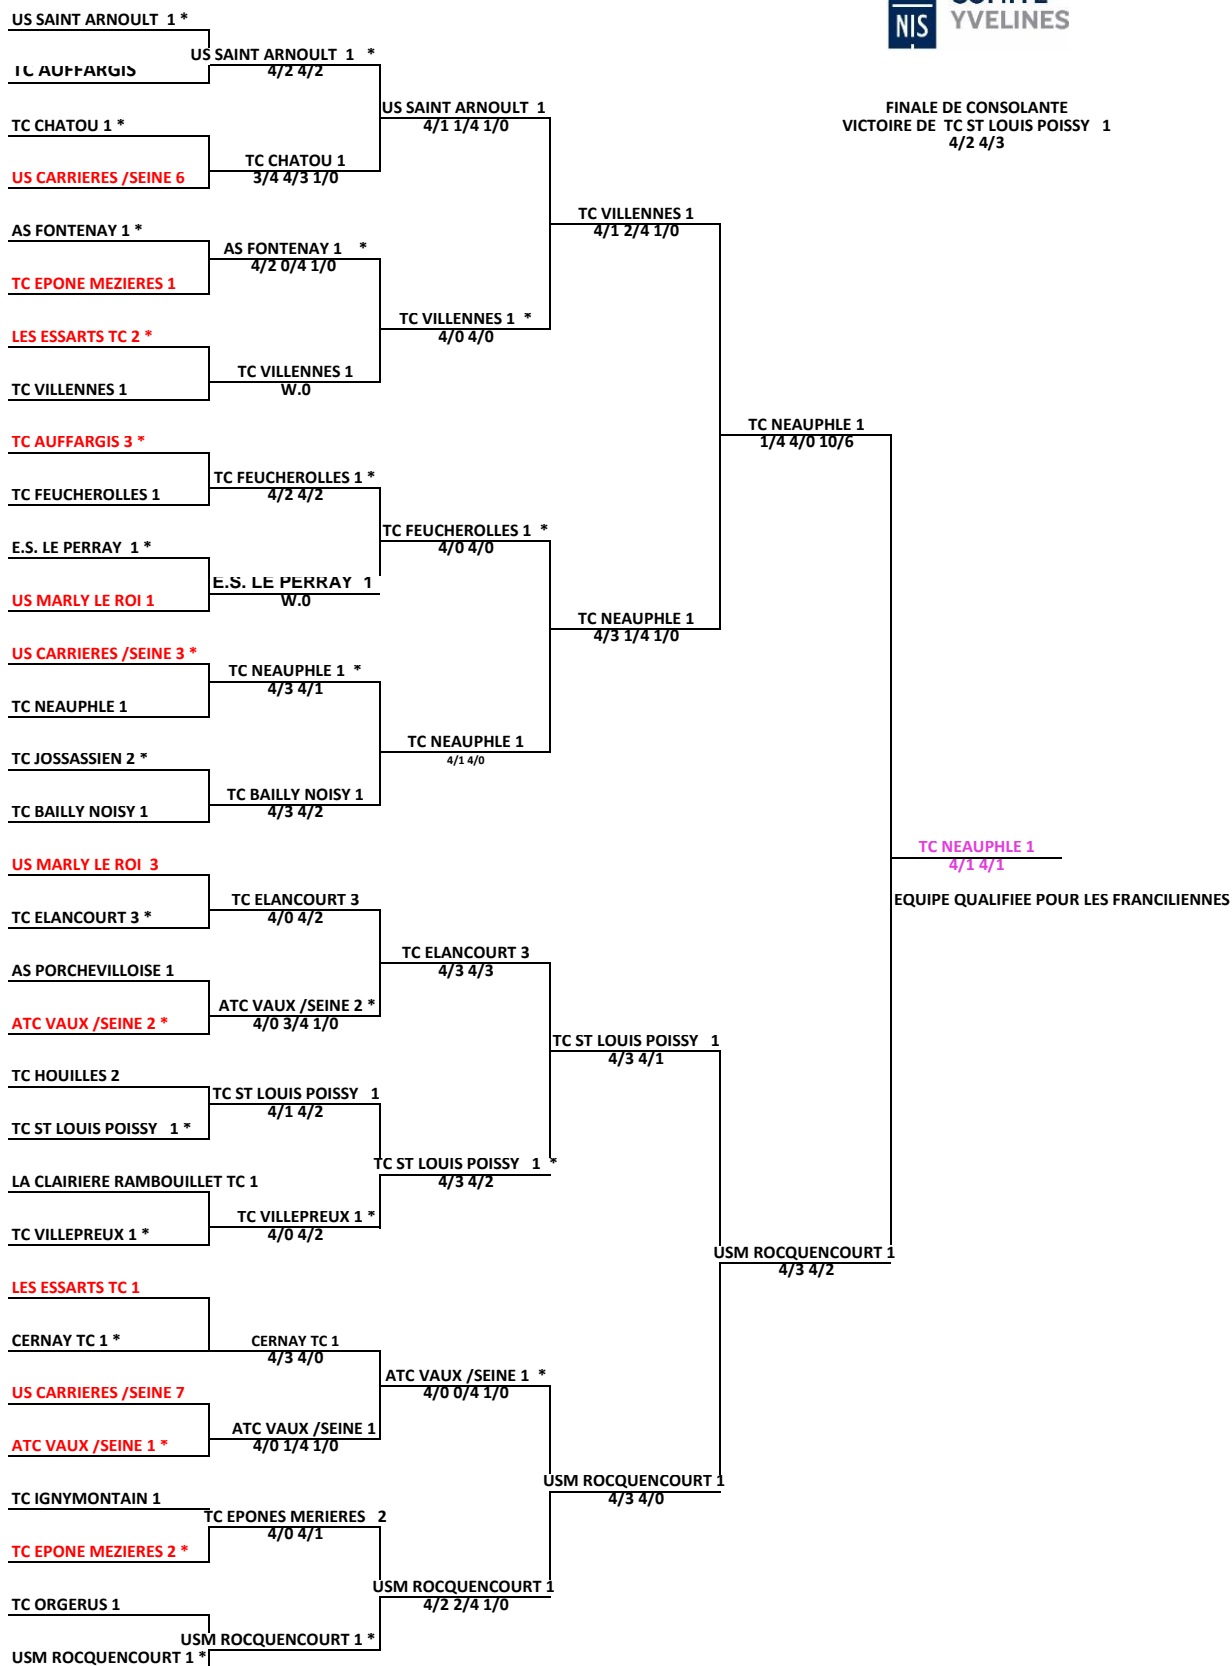 COMITÉ
NIS YVELINES
FINALE DE CONSOLANTE
VICTOIRE DE TC ST LOUIS POISSY 1
4/2 4/3
US SAINT ARNOULT 1 *
TC AUFFARGIS
TC CHATOU 1 *
US CARRIERES /SEINE 6
AS FONTENAY 1 *
TC EPONE MEZIERES 1
LES ESSARTS TC 2 *
TC VILLENNES 1
TC AUFFARGIS 3 *
TC FEUCHEROLLES 1
E.S. LE PERRAY 1 *
US MARLY LE ROI 1
US CARRIERES /SEINE 3 *
TC NEAUPHLE 1
TC JOSSASSIEN 2 *
TC BAILLY NOISY 1
US MARLY LE ROI 3
TC ELANCOURT 3 *
AS PORCHEVILLOISE 1
ATC VAUX /SEINE 2 *
TC HOUILLES 2
TC ST LOUIS POISSY 1 *
LA CLAIRIERE RAMBOUILLET TC 1
TC VILLEPREUX 1 *
LES ESSARTS TC 1
CERNAY TC 1 *
US CARRIERES /SEINE 7
ATC VAUX /SEINE 1 *
TC IGNYMONTAIN 1
TC EPONE MEZIERES 2 *
TC ORGERUS 1
USM ROCQUENCOURT 1 *
US SAINT ARNOULT 1 *
4/2 4/2
TC CHATOU 1
3/4 4/3 1/0
AS FONTENAY 1 *
4/2 0/4 1/0
TC VILLENNES 1
W.0
TC FEUCHEROLLES 1 *
4/2 4/2
E.S. LE PERRAY 1
W.0
TC NEAUPHLE 1 *
4/3 4/1
TC BAILLY NOISY 1
4/3 4/2
TC ELANCOURT 3
4/0 4/2
ATC VAUX /SEINE 2 *
4/0 3/4 1/0
TC ST LOUIS POISSY 1
4/1 4/2
TC VILLEPREUX 1 *
4/0 4/2
CERNAY TC 1
4/3 4/0
ATC VAUX /SEINE 1
4/0 1/4 1/0
TC EPONES MERIERES 2
4/0 4/1
USM ROCQUENCOURT 1 *
US SAINT ARNOULT 1
4/1 1/4 1/0
TC VILLENNES 1 *
4/0 4/0
TC FEUCHEROLLES 1 *
4/0 4/0
TC NEAUPHLE 1
4/1 4/0
TC ELANCOURT 3
4/3 4/3
TC ST LOUIS POISSY 1 *
4/3 4/2
ATC VAUX /SEINE 1 *
4/0 0/4 1/0
USM ROCQUENCOURT 1
4/2 2/4 1/0
TC VILLENNES 1
4/1 2/4 1/0
TC NEAUPHLE 1
4/3 1/4 1/0
TC ST LOUIS POISSY 1
4/3 4/1
USM ROCQUENCOURT 1
4/3 4/0
TC NEAUPHLE 1
1/4 4/0 10/6
USM ROCQUENCOURT 1
4/3 4/2
TC NEAUPHLE 1
4/1 4/1
EQUIPE QUALIFIEE POUR LES FRANCILIENNES